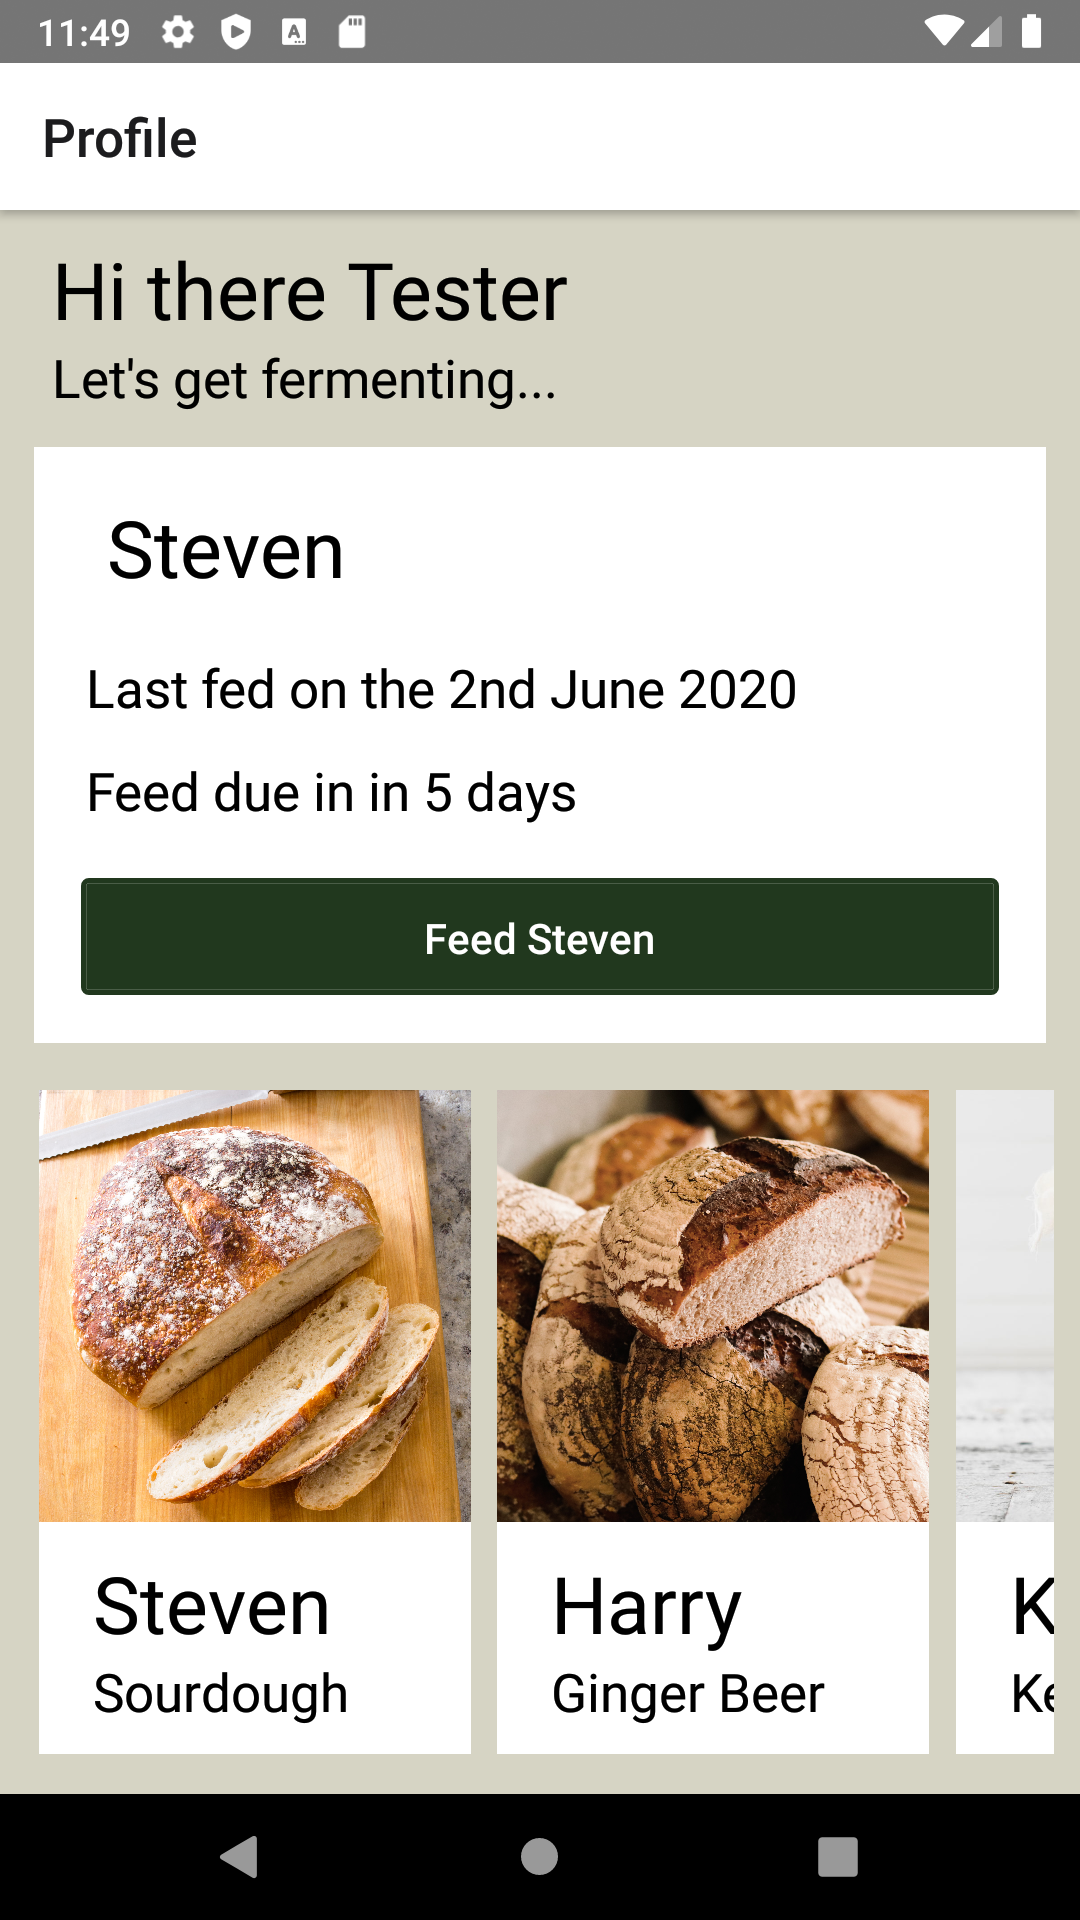 11:49
Profile
Hi there Tester
Let's get fermenting...
Steven
Last fed on the 2nd June 2020
Feed due in in 5 days
Feed Steven
Steven
Sourdough
Harry
Ginger Beer
K
Ke